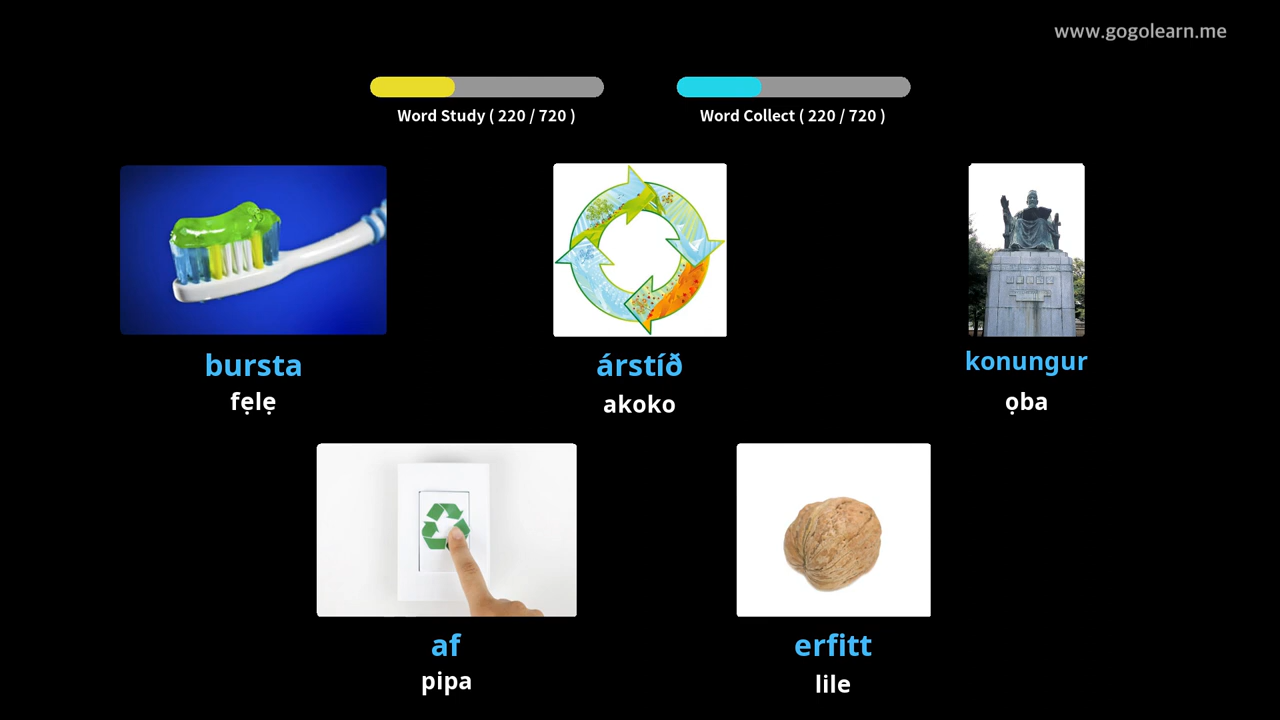 www.gogolearn.me
Word Study ( 220 / 720 )
Word Collect ( 220 / 720 )
bursta
fẹlẹ
árstíð
akoko
konungur
ọba
af
pipa
erfitt
lile